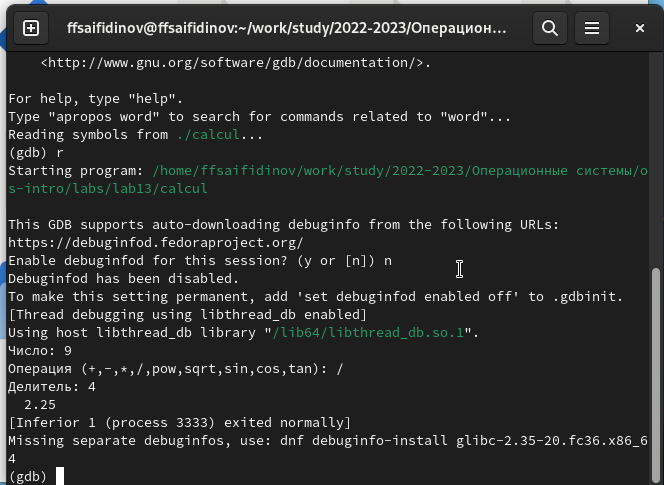 ffsaifidinov@ffsaifidinov:~/work/study/2022-2023/Операцион...
<http://www.gnu.org/software/gdb/documentation/>.
For help, type "help".
Type "apropos word" to search for commands related to "word"...
Reading symbols from ./calcul...
(gdb) r
Starting program: /home/ffsaifidinov/work/study/2022-2023/Операционные системы/o
s-intro/labs/lab13/calcul
This GDB supports auto-downloading debuginfo from the following URLs:
https://debuginfod.fedoraproject.org/
Enable debuginfod for this session? (y or [n]) n
Debuginfod has been disabled.
To make this setting permanent, add 'set debuginfod enabled off' to .gdbinit.
[Thread debugging using libthread_db enabled]
Using host libthread_db library "/lib64/libthread_db.so.1".
Число: 9
Операция (+,-,*,/,pow,sqrt,sin,cos,tan): /
Делитель: 4
2.25
[Inferior 1 (process 3333) exited normally]
Missing separate debuginfos, use: dnf debuginfo-install glibc-2.35-20.fc36.x86_6
4
(gdb)